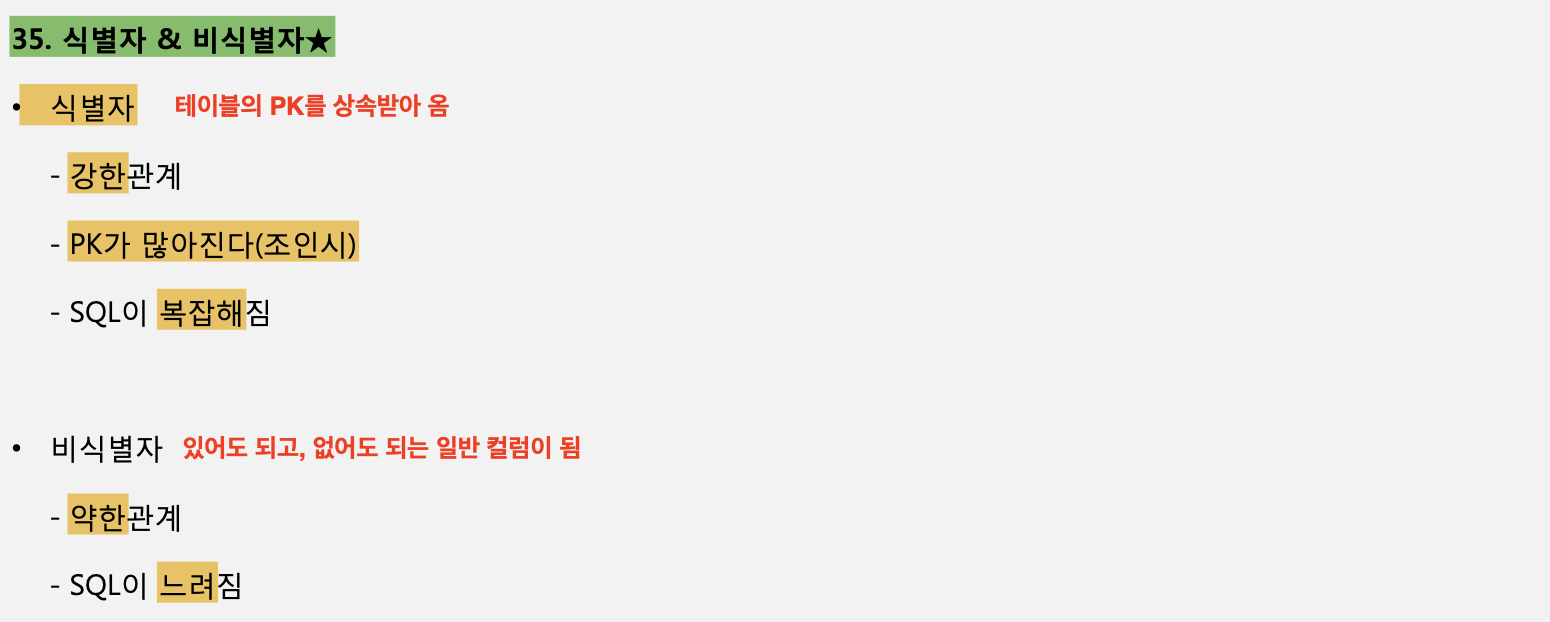 35. 식별자 & 비식별자★
• 식별자 테이블의 PK를 상속받아 옴
- 강한관계
- PK가 많아진다(조인시)
- SQL이 복잡해짐
• 비식별자 있어도 되고, 없어도 되는 일반 컬럼이 됨
- 약한관계
- SQL이 느려짐